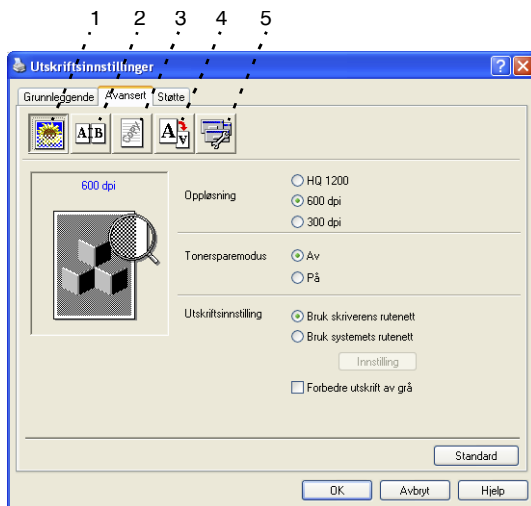 1 2 3 4 5
Utskriftsinnstillinger
Grunnleggende Avansert Støtte
A B COPY A V
600 dpi
Oppløsning
HQ 1200
600 dpi
300 dpi
Tonersparemodus
Av
På
Utskriftsinnstilling
Bruk skriverens rutenett
Bruk systemets rutenett
Innstilling
Forbedre utskrift av grå
Standard
OK Avbryt Hjelp